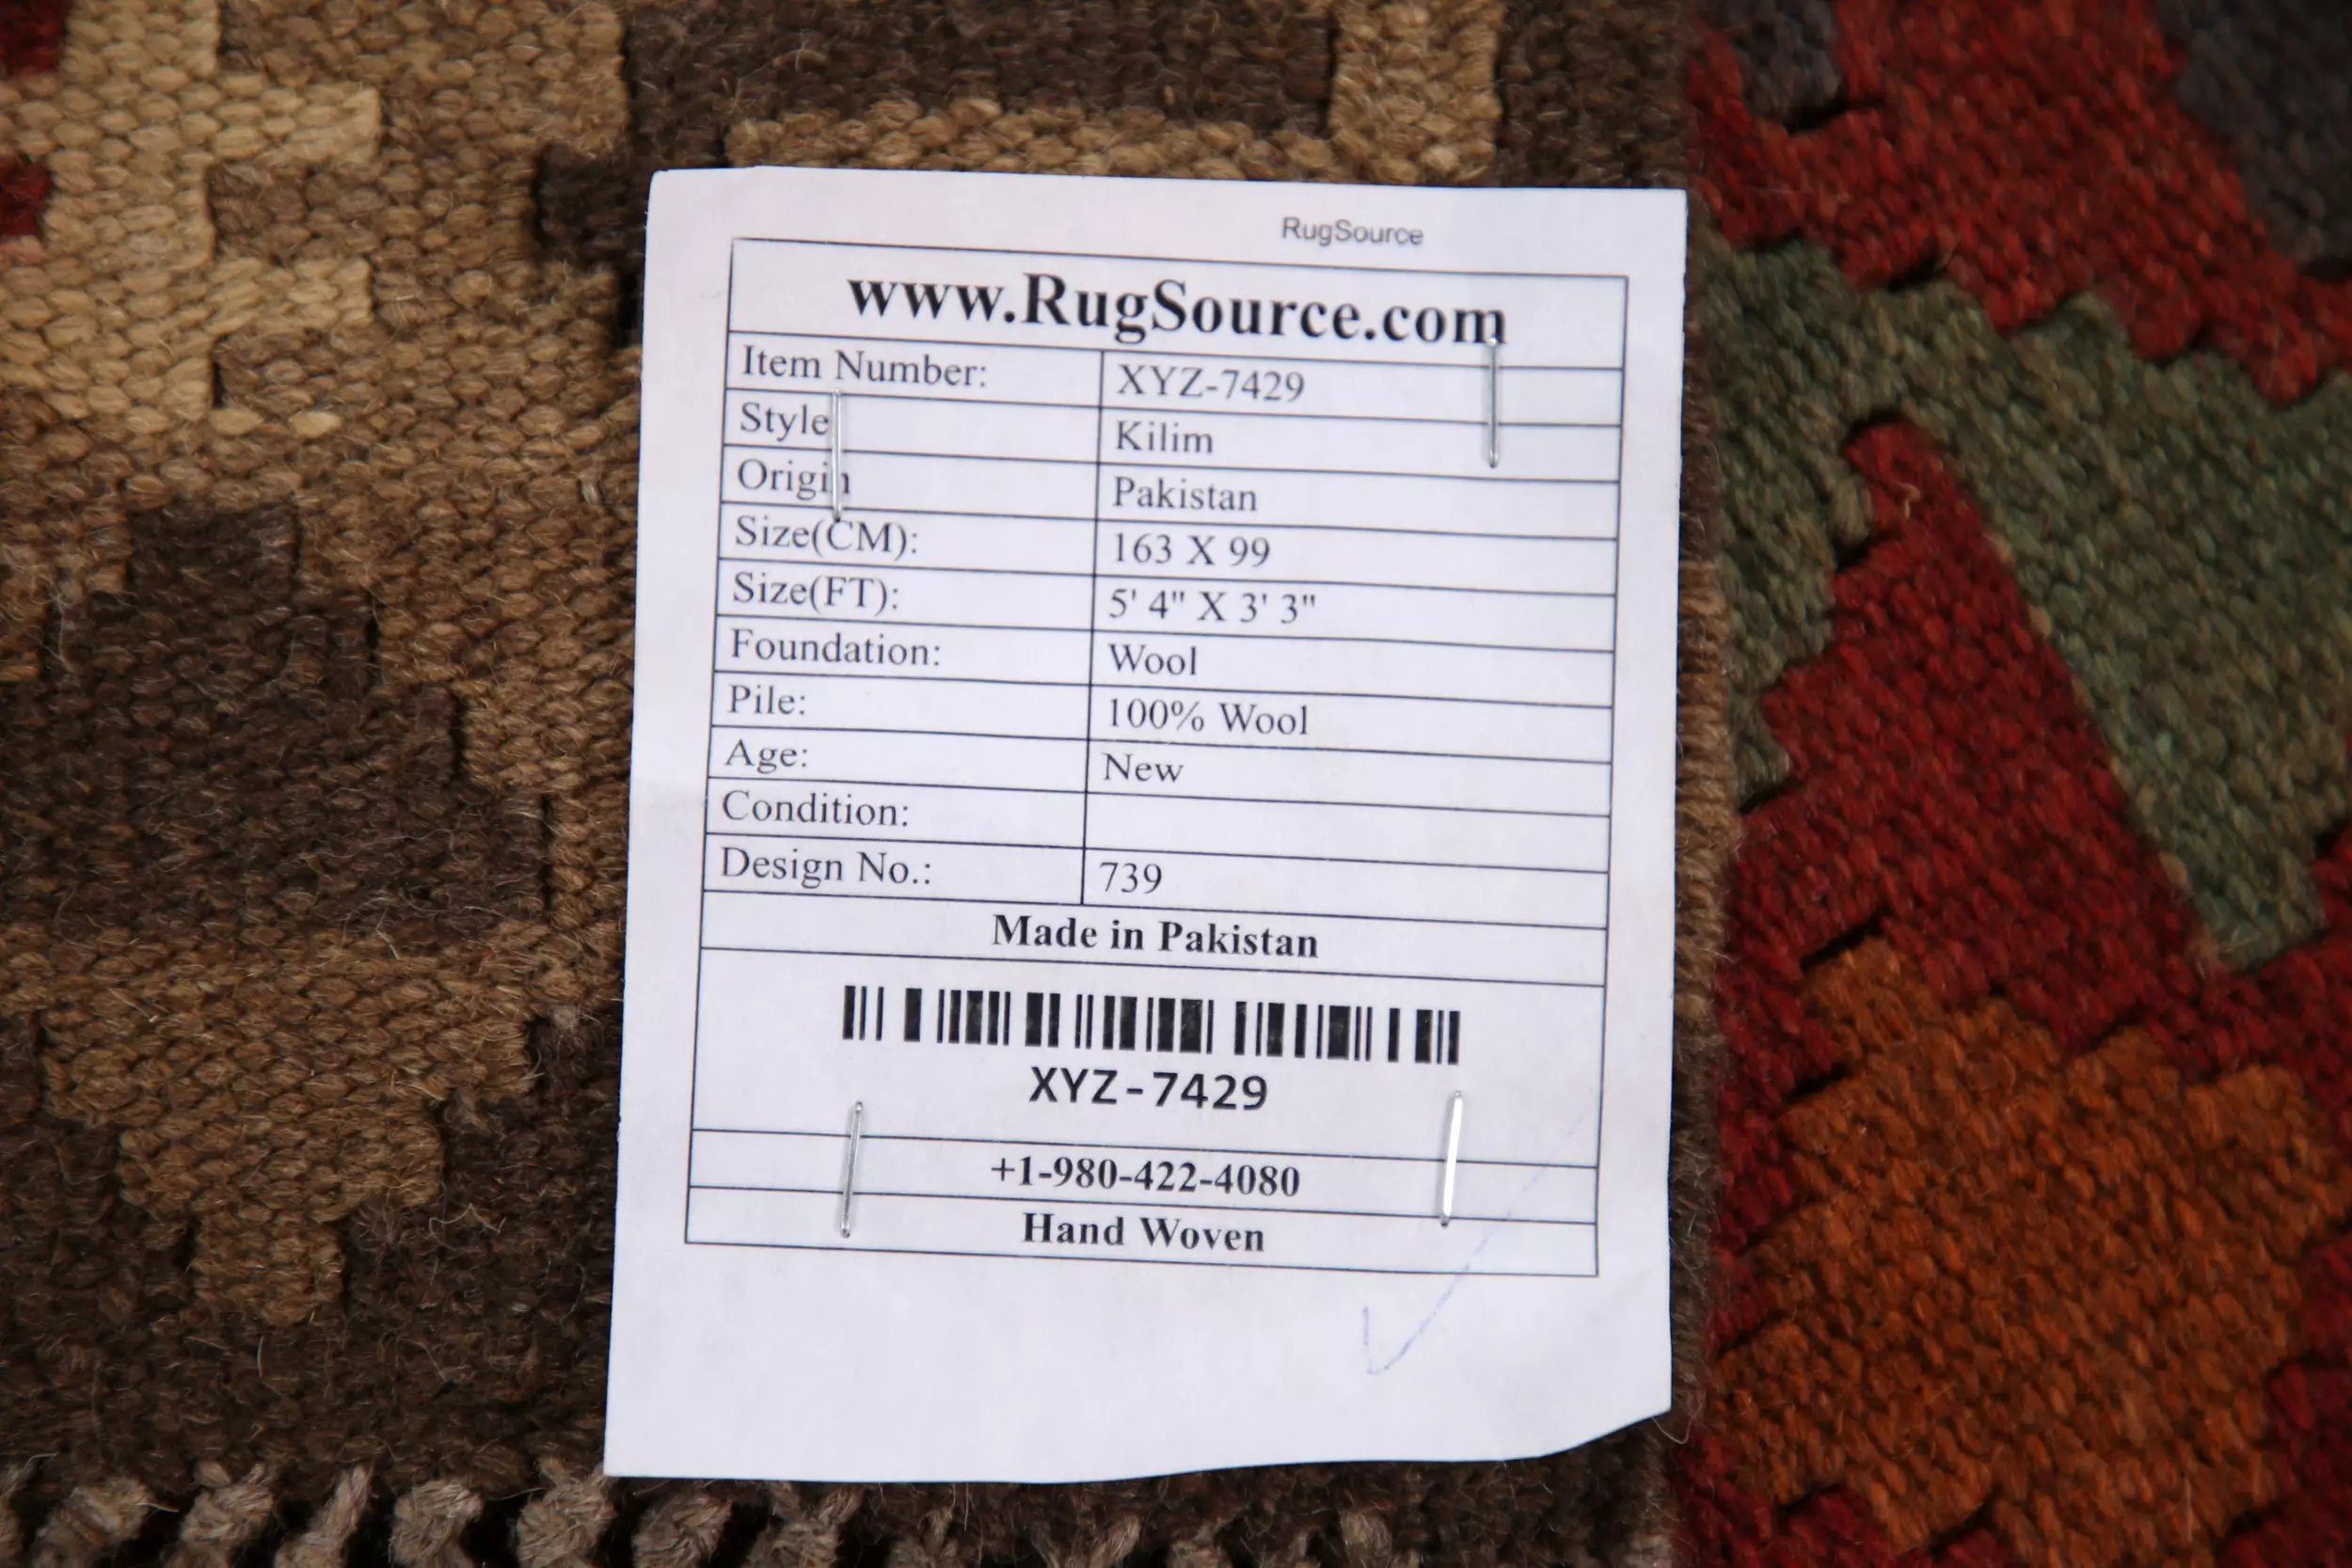 RugSource
www.RugSource.com
Item Number: XYZ-7429
Style Kilim
Origin Pakistan
Size(CM): 163 X 99
Size(FT): 5' 4" X 3' 3"
Foundation: Wool
Pile: 100% Wool
Age: New
Condition:
Design No.: 739
Made in Pakistan
XYZ-7429
+1-980-422-4080
Hand Woven